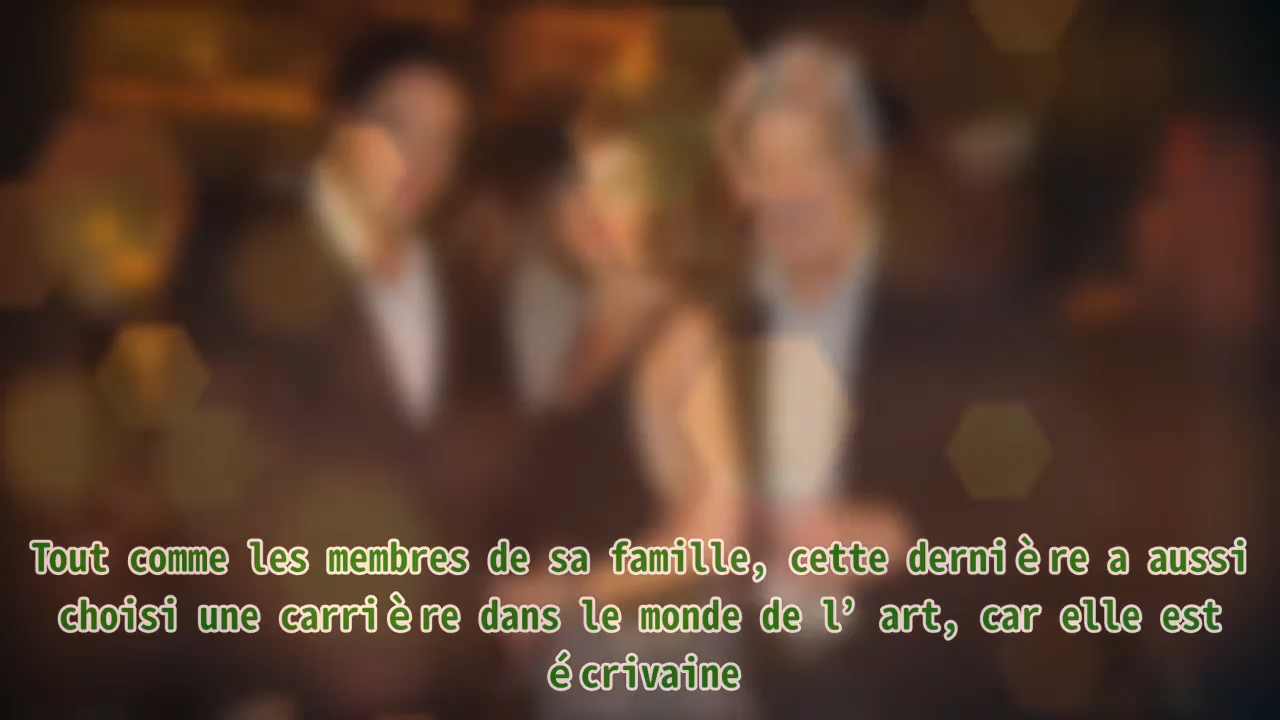 Tout comme les membres de sa famille, cette dernière a aussi
choisi une carrière dans le monde de l’ art, car elle est
écrivaine